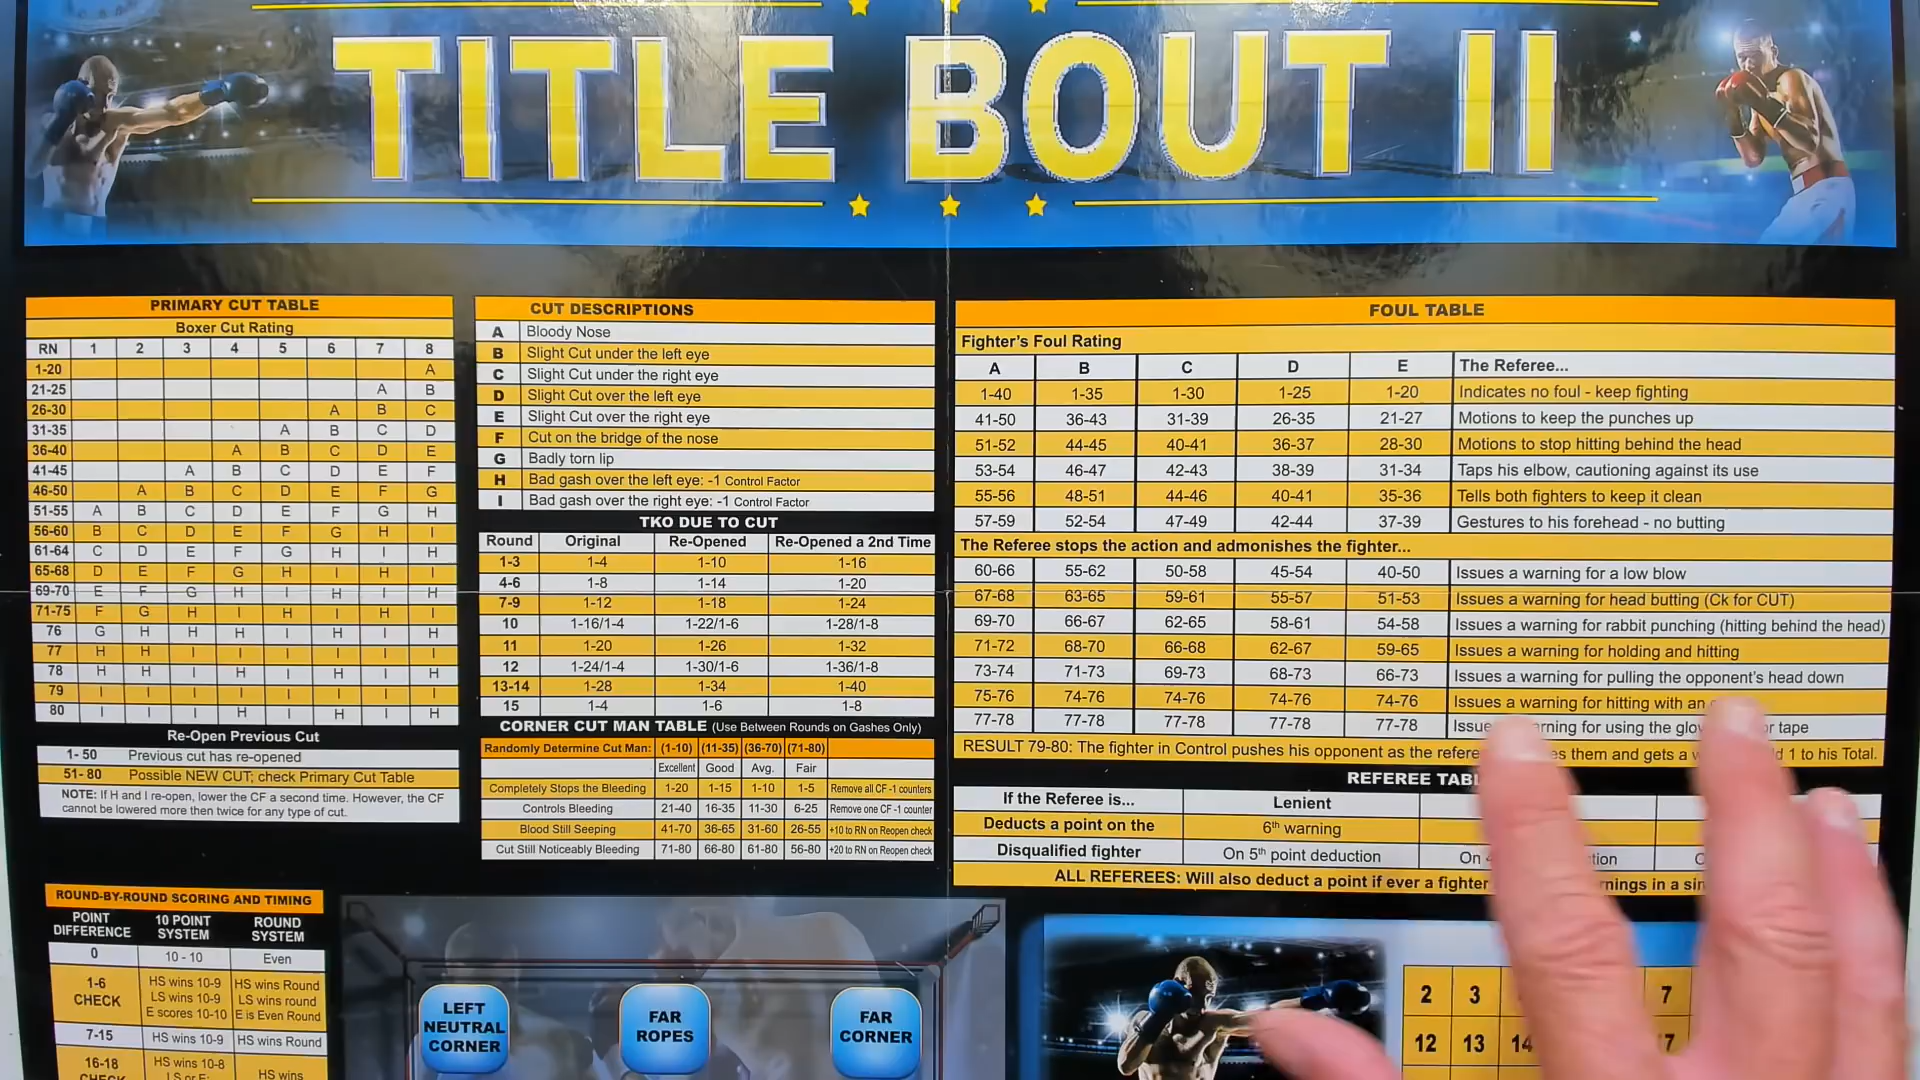 TITLE BOUT II
PRIMARY CUT TABLE
Boxer Cut Rating
RN 1 2 3 4 5 6 7 8
1-20 A
21-25 A B
26-30 A B C
31-35 A B C D
36-40 A B C D E
41-45 A B C D E F
46-50 A B C D E F G
51-55 A B C D E F G H
56-60 B C D E F G H I
61-64 C D E F G H I H
65-68 D E F G H I H I
69-70 E F G H I H I H
71-75 F G H I H I H I
76 G H H H I H I H
77 H H I I I I I I
78 H H I H I H I H
79 I I I I I I I I
80 I I I H I H I H
Re-Open Previous Cut
1- 50 Previous cut has re-opened
51- 80 Possible NEW CUT; check Primary Cut Table
NOTE: If H and I re-open, lower the CF a second time. However, the CF
cannot be lowered more then twice for any type of cut.
CUT DESCRIPTIONS
A Bloody Nose
B Slight Cut under the left eye
C Slight Cut under the right eye
D Slight Cut over the left eye
E Slight Cut over the right eye
F Cut on the bridge of the nose
G Badly torn lip
H Bad gash over the left eye: -1 Control Factor
I Bad gash over the right eye: -1 Control Factor
TKO DUE TO CUT
Round Original Re-Opened Re-Opened a 2nd Time
1-3 1-4 1-10 1-16
4-6 1-8 1-14 1-20
7-9 1-12 1-18 1-24
10 1-16/1-4 1-22/1-6 1-28/1-8
11 1-20 1-26 1-32
12 1-24/1-4 1-30/1-6 1-36/1-8
13-14 1-28 1-34 1-40
15 1-4 1-6 1-8
CORNER CUT MAN TABLE (Use Between Rounds on Gashes Only)
Randomly Determine Cut Man: (1-10) (11-35) (36-70) (71-80)
Excellent Good Avg. Fair
Completely Stops the Bleeding 1-20 1-15 1-10 1-5 Remove all CF -1 counters
Controls Bleeding 21-40 16-35 11-30 6-25 Remove one CF -1 counter
Blood Still Seeping 41-70 36-65 31-60 26-55 +10 to RN on Reopen check
Cut Still Noticeably Bleeding 71-80 66-80 61-80 56-80 +20 to RN on Reopen check
FOUL TABLE
Fighter's Foul Rating
A B C D E The Referee...
1-40 1-35 1-30 1-25 1-20 Indicates no foul - keep fighting
41-50 36-43 31-39 26-35 21-27 Motions to keep the punches up
51-52 44-45 40-41 36-37 28-30 Motions to stop hitting behind the head
53-54 46-47 42-43 38-39 31-34 Taps his elbow, cautioning against its use
55-56 48-51 44-46 40-41 35-36 Tells both fighters to keep it clean
57-59 52-54 47-49 42-44 37-39 Gestures to his forehead - no butting
The Referee stops the action and admonishes the fighter...
60-66 55-62 50-58 45-54 40-50 Issues a warning for a low blow
67-68 63-65 59-61 55-57 51-53 Issues a warning for head butting (Ck for CUT)
69-70 66-67 62-65 58-61 54-58 Issues a warning for rabbit punching (hitting behind the head)
71-72 68-70 66-68 62-67 59-65 Issues a warning for holding and hitting
73-74 71-73 69-73 68-73 66-73 Issues a warning for pulling the opponent's head down
75-76 74-76 74-76 74-76 74-76 Issues a warning for hitting with an
77-78 77-78 77-78 77-78 77-78 for using the or tape
RESULT 79-80: The fighter in Control pushes his opponent as the them and gets a 1 to his Total.
REFEREE
If the Referee is... Lenient
Deducts a point on the 6th warning
Disqualified fighter On 5th point deduction On
ALL REFEREES: Will also deduct a point if ever a fighter in a
ROUND-BY-ROUND SCORING AND TIMING
POINT DIFFERENCE 10 POINT SYSTEM ROUND SYSTEM
0 10 - 10 Even
1-6 CHECK HS wins 10-9 HS wins Round
LS wins 10-9 LS wins round
E scores 10-10 E is Even Round
7-15 HS wins 10-9 HS wins Round
16-18 HS wins 10-8 HS wins
LEFT NEUTRAL CORNER
FAR ROPES
FAR CORNER
2 3 7
12 13 14